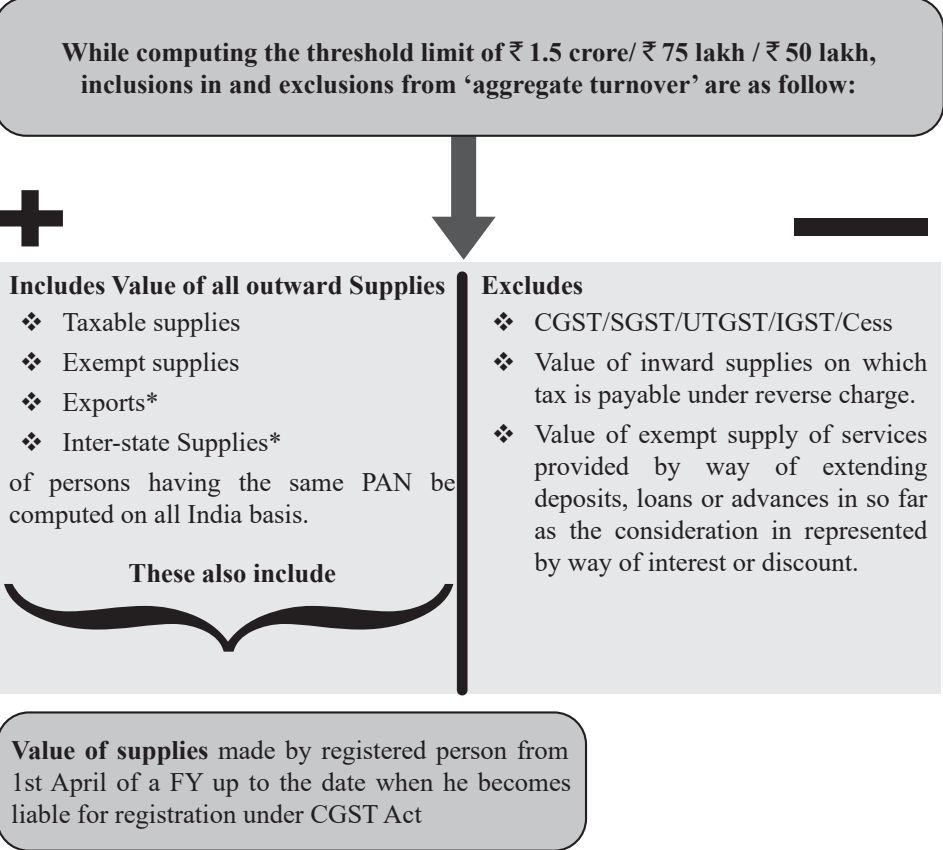 While computing the threshold limit of ₹ 1.5 crore/ ₹ 75 lakh / ₹ 50 lakh,
inclusions in and exclusions from ‘aggregate turnover’ are as follow:
Includes Value of all outward Supplies
❖ Taxable supplies
❖ Exempt supplies
❖ Exports*
❖ Inter-state Supplies*
of persons having the same PAN be
computed on all India basis.
These also include
Excludes
❖ CGST/SGST/UTGST/IGST/Cess
❖ Value of inward supplies on which
tax is payable under reverse charge.
❖ Value of exempt supply of services
provided by way of extending
deposits, loans or advances in so far
as the consideration in represented
by way of interest or discount.
Value of supplies made by registered person from
1st April of a FY up to the date when he becomes
liable for registration under CGST Act